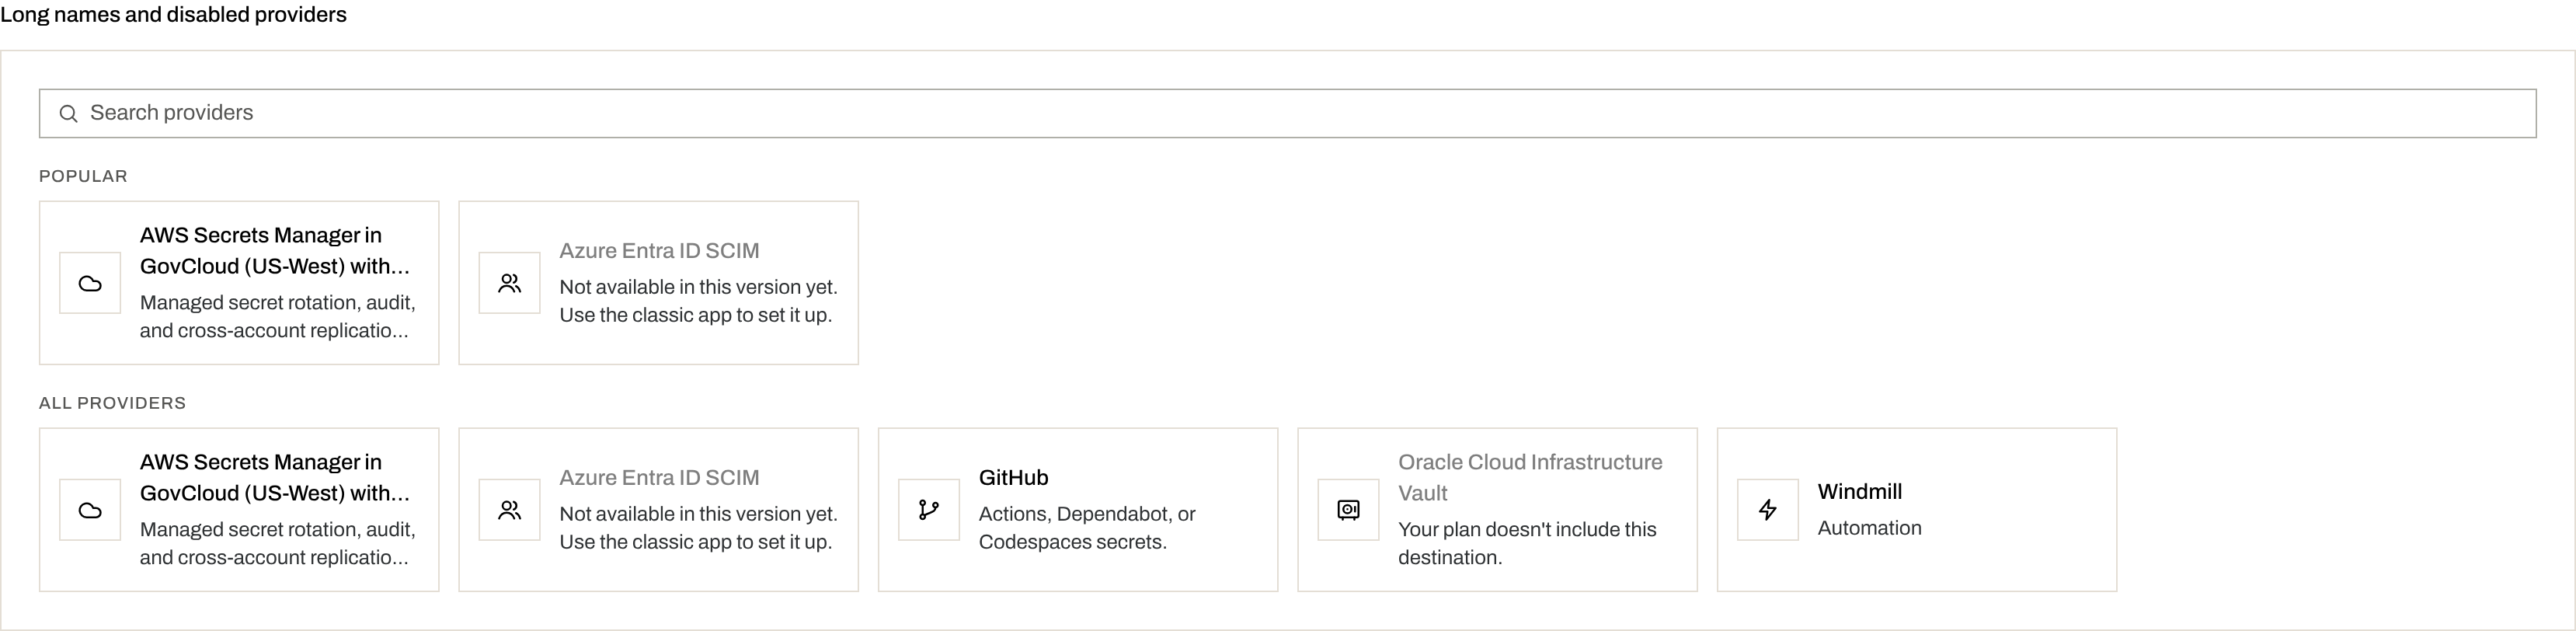 Long names and disabled providers
Search providers
POPULAR
AWS Secrets Manager in
GovCloud (US-West) with...
Managed secret rotation, audit,
and cross-account replicatio...
Azure Entra ID SCIM
Not available in this version yet.
Use the classic app to set it up.
ALL PROVIDERS
AWS Secrets Manager in
GovCloud (US-West) with...
Managed secret rotation, audit,
and cross-account replicatio...
Azure Entra ID SCIM
Not available in this version yet.
Use the classic app to set it up.
GitHub
Actions, Dependabot, or
Codespaces secrets.
Oracle Cloud Infrastructure
Vault
Your plan doesn't include this
destination.
Windmill
Automation